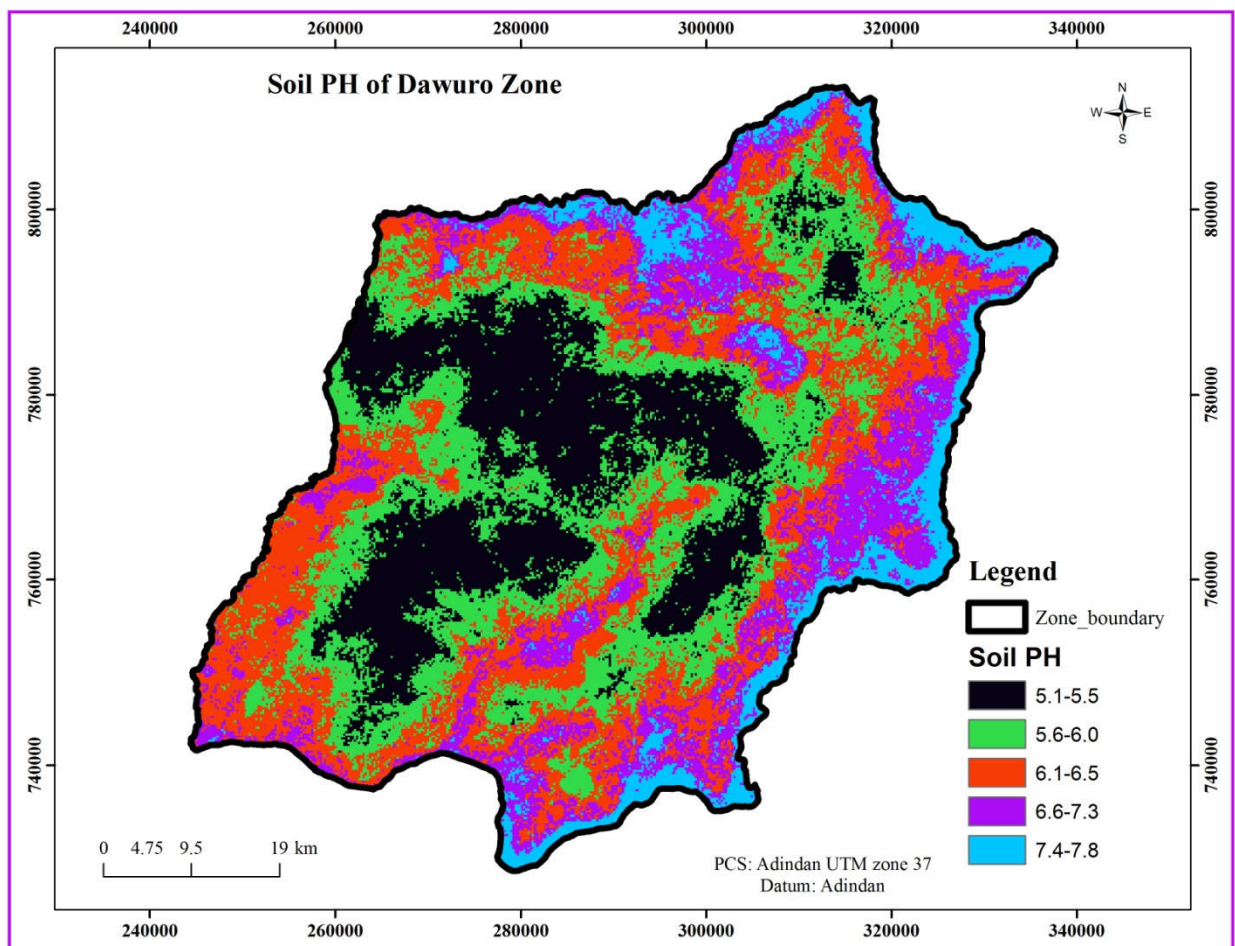 240000 260000 280000 300000 320000 340000
Soil PH of Dawuro Zone
N
W E
S
800000 800000
780000 780000
760000 760000
740000 740000
Legend
Zone_boundary
Soil PH
5.1-5.5
5.6-6.0
6.1-6.5
6.6-7.3
7.4-7.8
0 4.75 9.5 19 km
PCS: Adindan UTM zone 37
Datum: Adindan
240000 260000 280000 300000 320000 340000